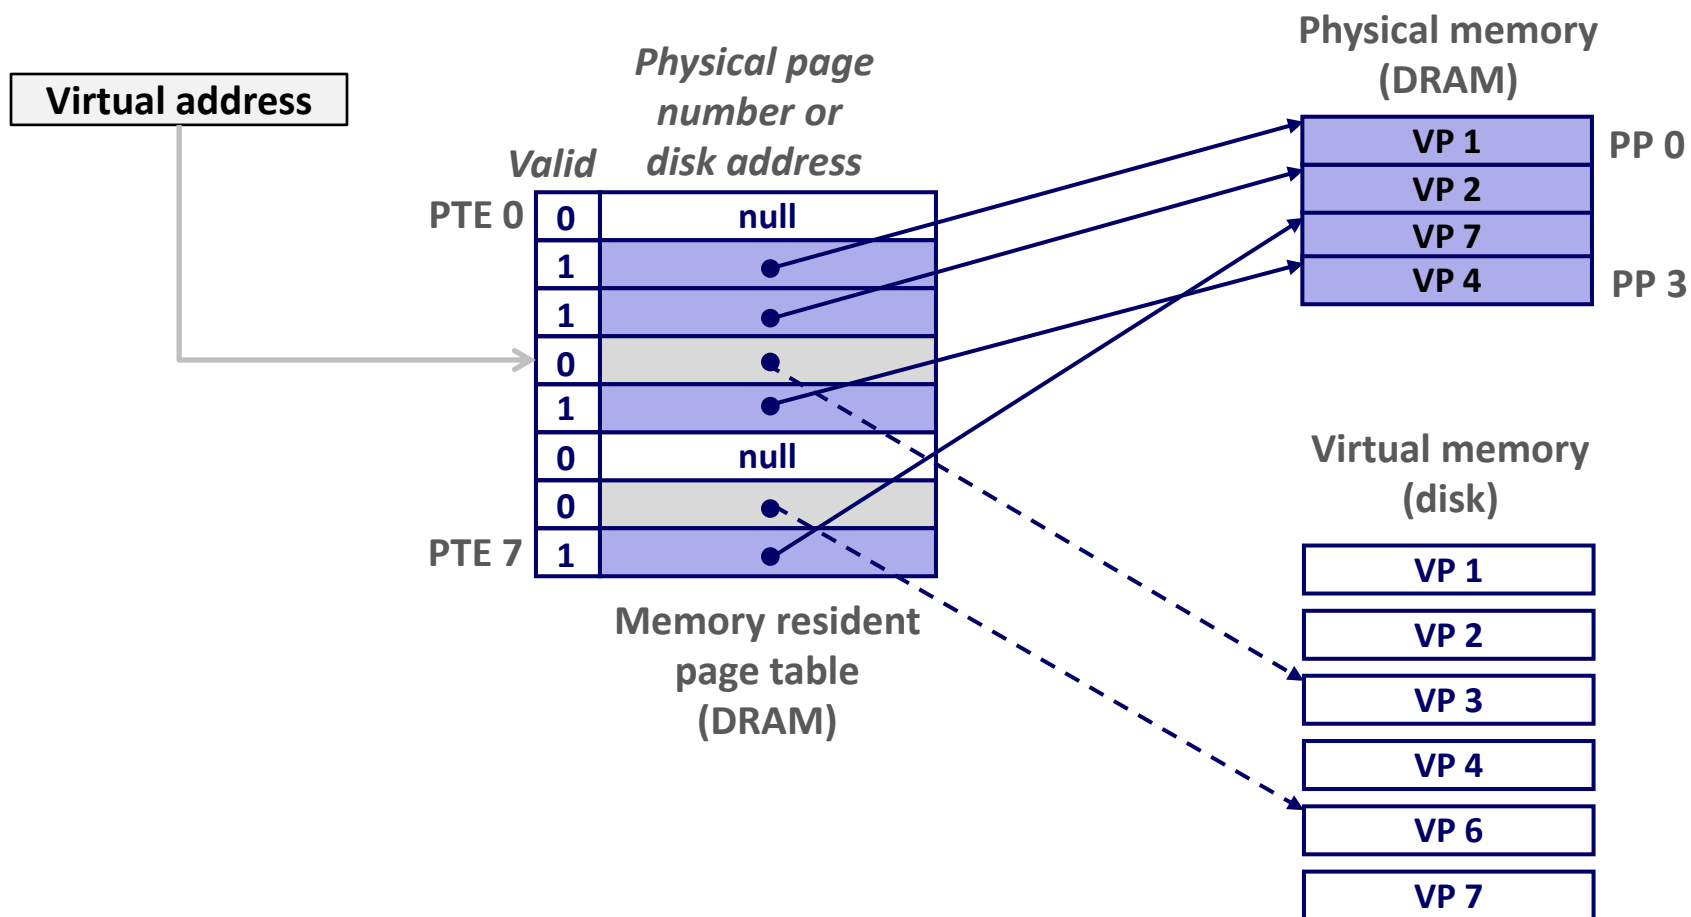 Virtual address
Physical page
number or
disk address
Valid
PTE 0
0
null
1
1
0
1
0
null
0
PTE 7
1
Memory resident
page table
(DRAM)
Physical memory
(DRAM)
VP 1
PP 0
VP 2
VP 7
VP 4
PP 3
Virtual memory
(disk)
VP 1
VP 2
VP 3
VP 4
VP 6
VP 7